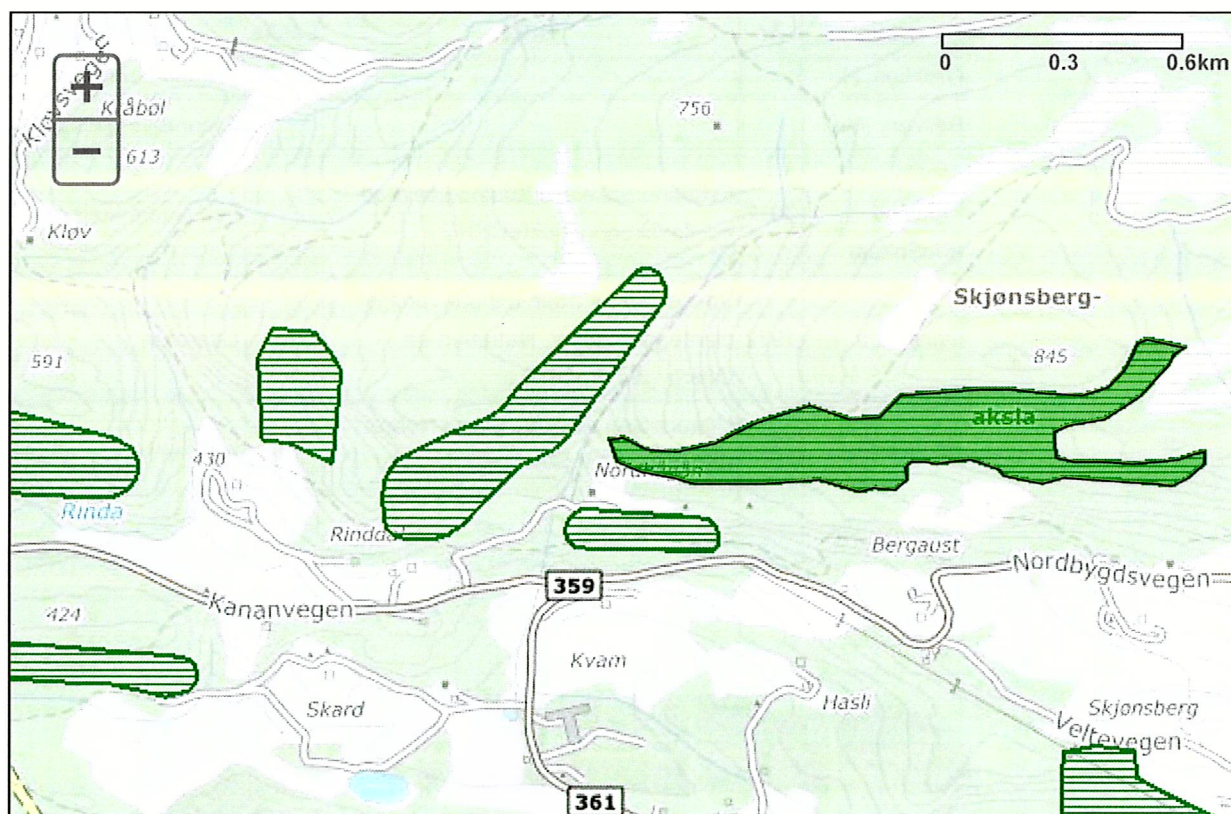 0 0.3 0.6km
Kråbøl
613
756
Kløv
Skjønsberg-
591
845
aksla
430
Rinda
Rinddal
Bergaust
Nordbygdsvegen
359
Kananvegen
424
Kvam
Skard
Hasli
Skjønsberg
Veltevegen
361